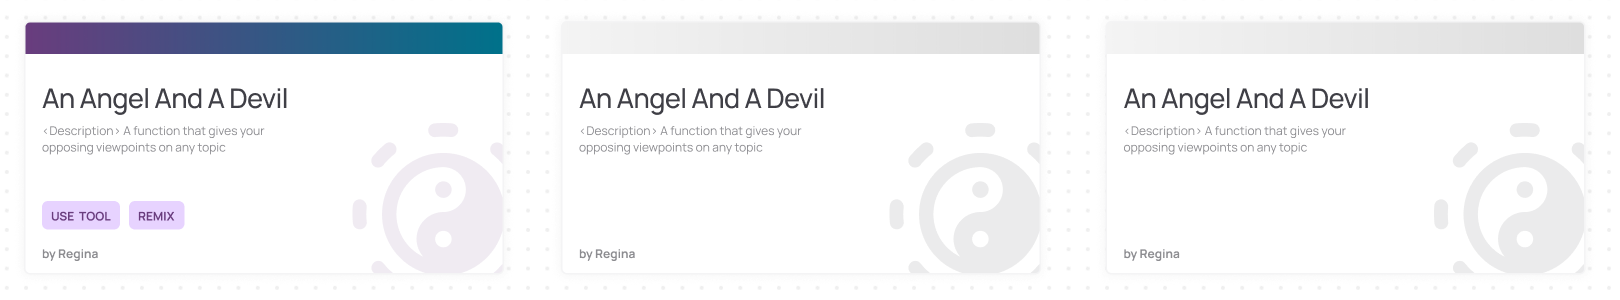 An Angel And A Devil
<Description> A function that gives your
opposing viewpoints on any topic
USE TOOL
REMIX
by Regina
An Angel And A Devil
<Description> A function that gives your
opposing viewpoints on any topic
by Regina
An Angel And A Devil
<Description> A function that gives your
opposing viewpoints on any topic
by Regina